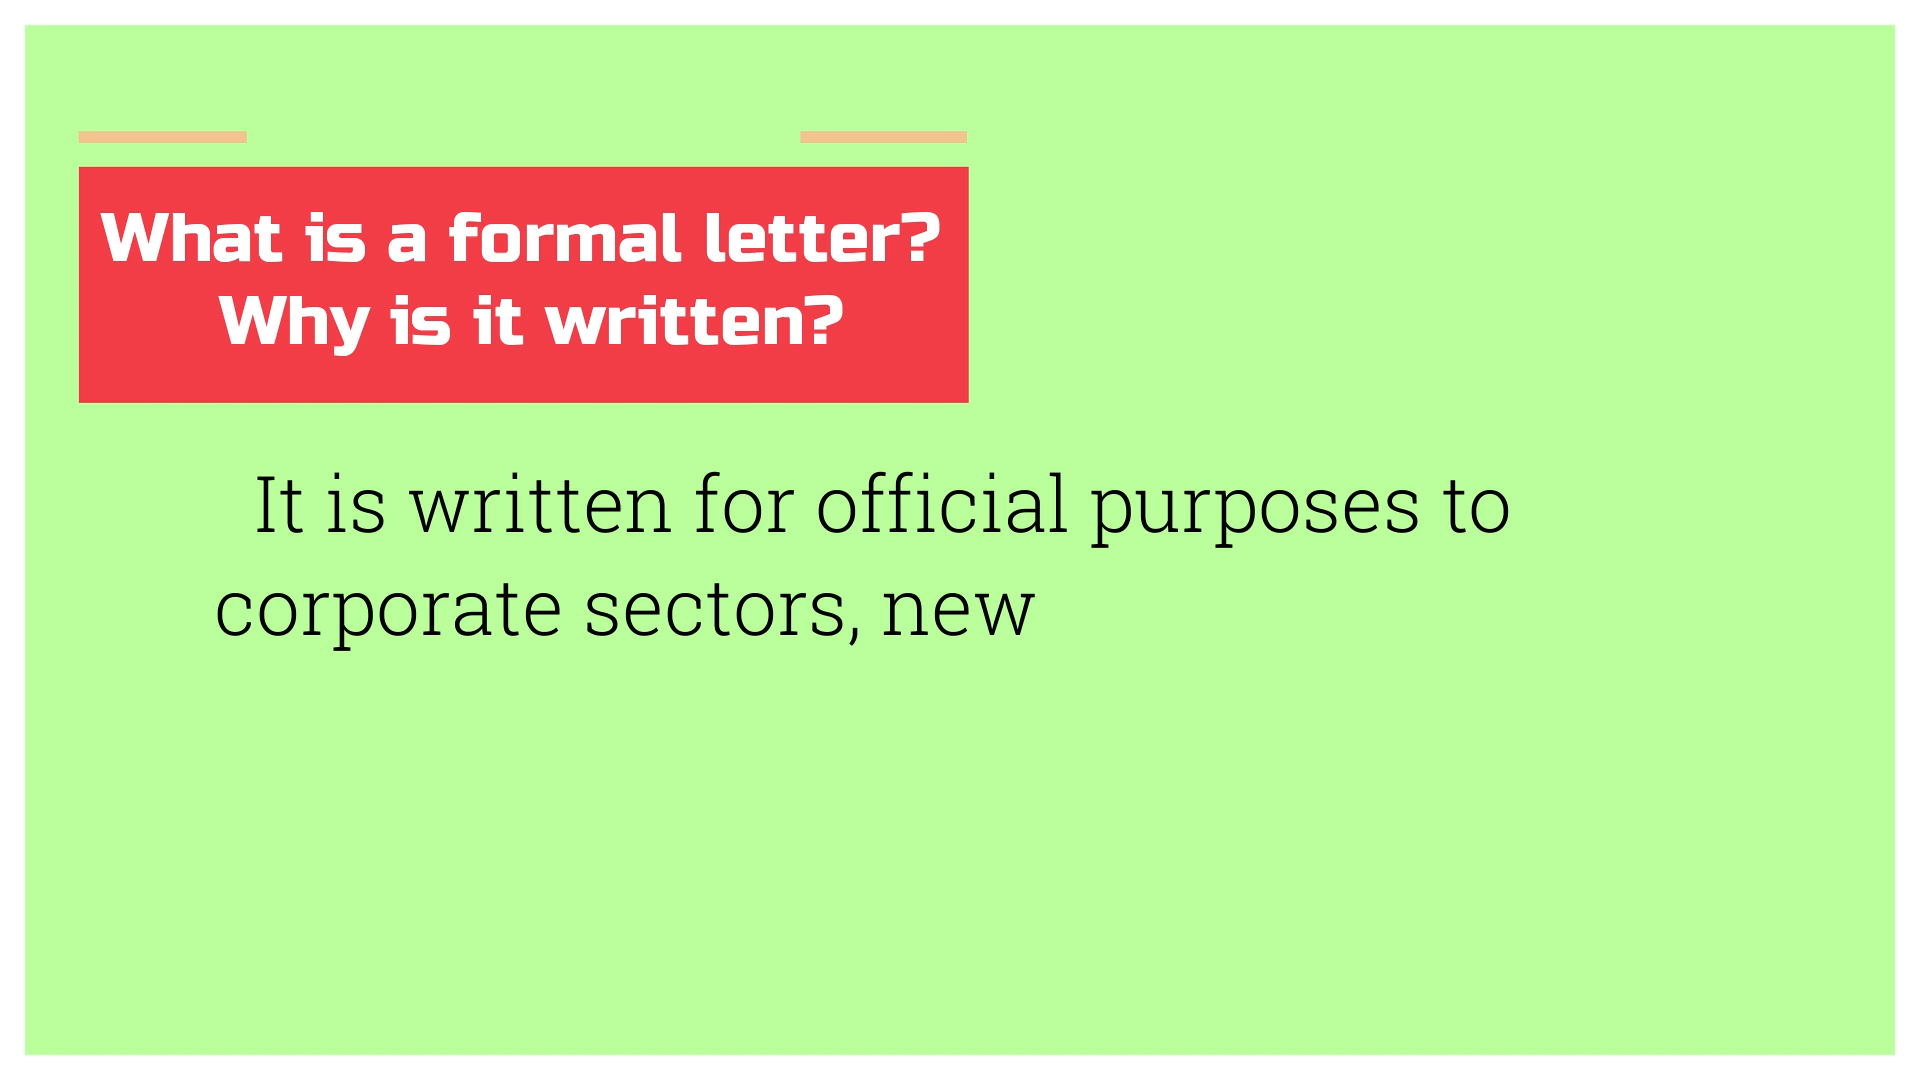 What is a formal letter?
Why is it written?
It is written for official purposes to
corporate sectors, new